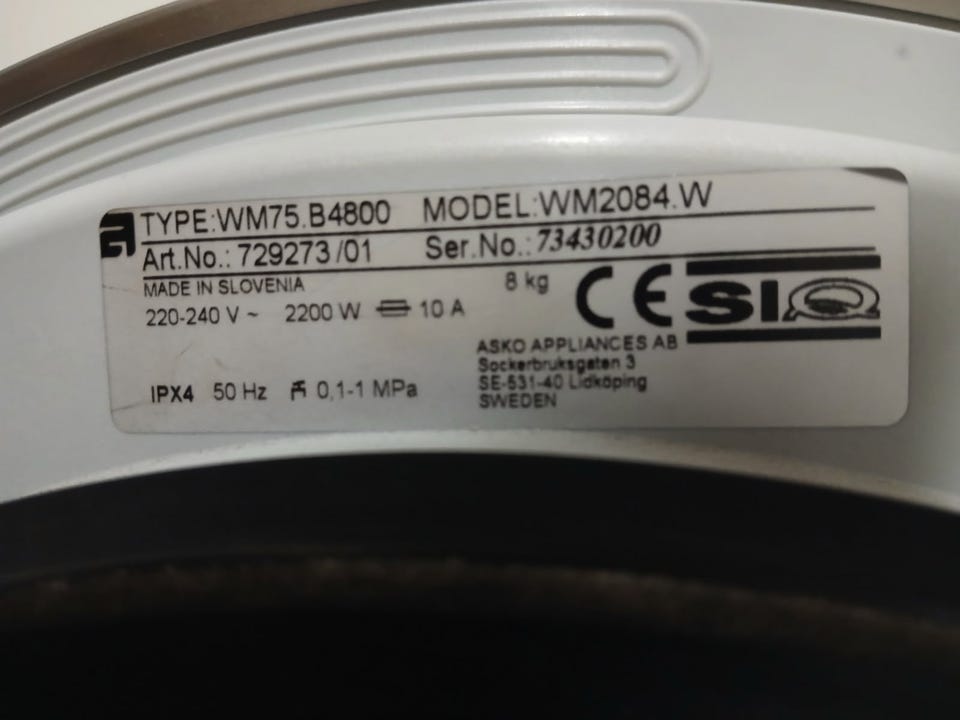 TYPE:WM75.B4800 MODEL:WM2084.W
Art.No.: 729273/01 Ser.No.: 73430200
MADE IN SLOVENIA 8 kg
220-240 V ~ 2200 W 10 A
CE SIQ
ASKO APPLIANCES AB
Sockerbruksgatan 3
SE-531-40 Lidköping
SWEDEN
IPX4 50 Hz 0,1-1 MPa